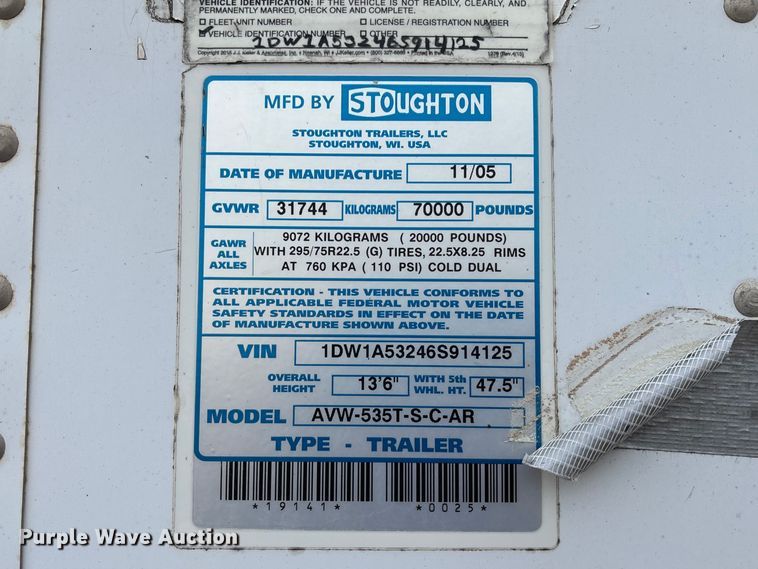 VEHICLE IDENTIFICATION: IF THE VEHICLE IS NOT READILY, CLEARLY, AND
PERMANENTLY MARKED, CHECK ONE AND COMPLETE.
FLEET UNIT NUMBER LICENSE / REGISTRATION NUMBER
VEHICLE IDENTIFICATION NUMBER OTHER
1DW1A53246S914125
MFD BY STOUGHTON
STOUGHTON TRAILERS, LLC
STOUGHTON, WI. USA
DATE OF MANUFACTURE 11/05
GVWR 31744 KILOGRAMS 70000 POUNDS
GAWR ALL AXLES
9072 KILOGRAMS ( 20000 POUNDS)
WITH 295/75R22.5 (G) TIRES, 22.5X8.25 RIMS
AT 760 KPA ( 110 PSI) COLD DUAL
CERTIFICATION - THIS VEHICLE CONFORMS TO
ALL APPLICABLE FEDERAL MOTOR VEHICLE
SAFETY STANDARDS IN EFFECT ON THE DATE
OF MANUFACTURE SHOWN ABOVE.
VIN 1DW1A53246S914125
OVERALL HEIGHT 13'6" WITH 5th WHL. HT. 47.5"
MODEL AVW-535T-S-C-AR
TYPE - TRAILER
*19141* *0025*
Purple Wave Auction